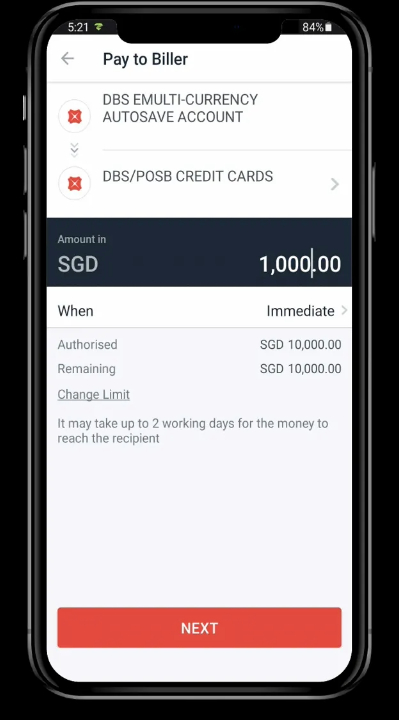 5:21
84%
Pay to Biller
DBS EMULTI-CURRENCY
AUTOSAVE ACCOUNT
DBS/POSB CREDIT CARDS
Amount in
SGD 1,000.00
When Immediate
Authorised SGD 10,000.00
Remaining SGD 10,000.00
Change Limit
It may take up to 2 working days for the money to
reach the recipient
NEXT